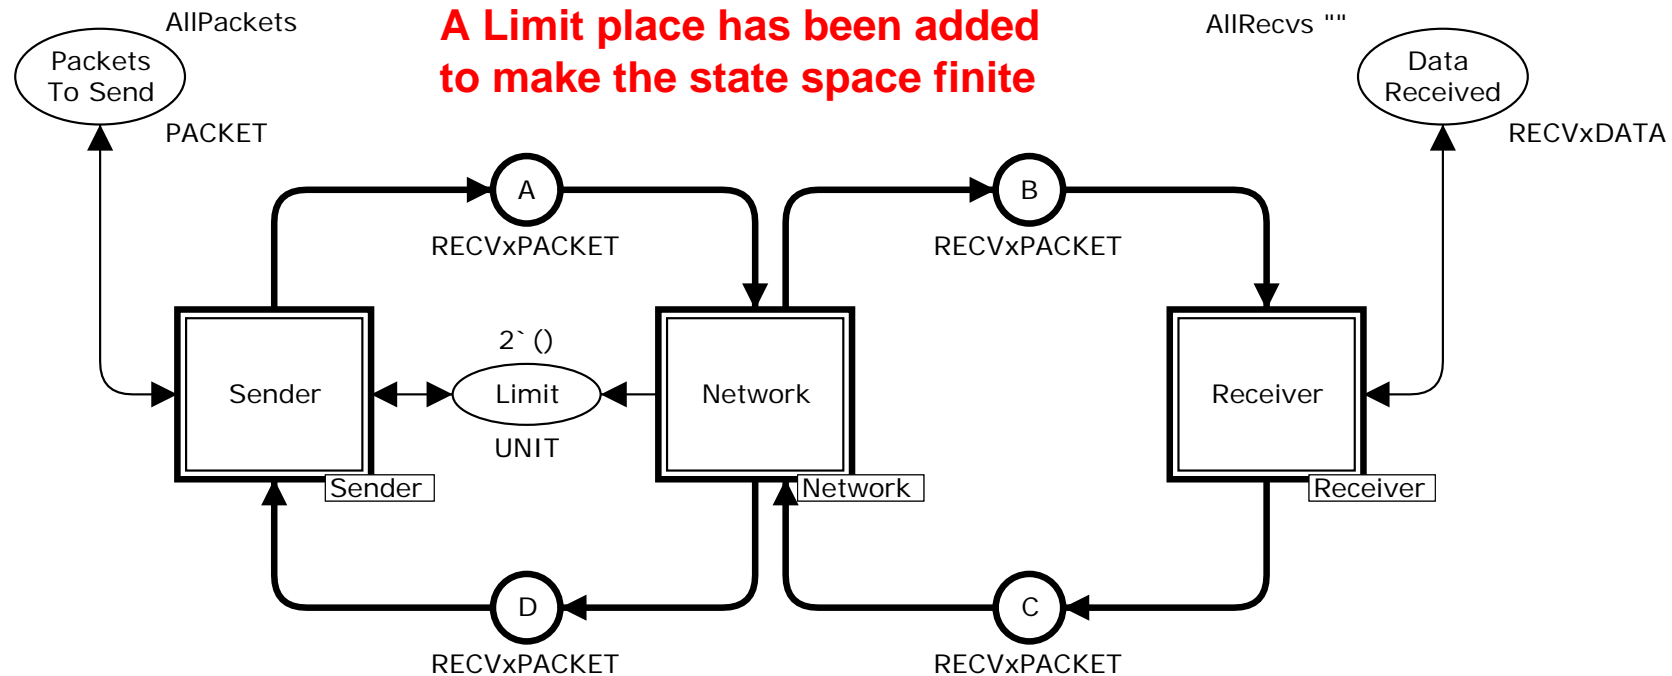 AllPackets
A Limit place has been added
to make the state space finite
AllRecvs ""
Packets
To Send
Data
Received
PACKET
RECVxDATA
A
B
RECVxPACKET
RECVxPACKET
2`()
Sender
Limit
Network
Receiver
UNIT
Sender
Network
Receiver
D
C
RECVxPACKET
RECVxPACKET